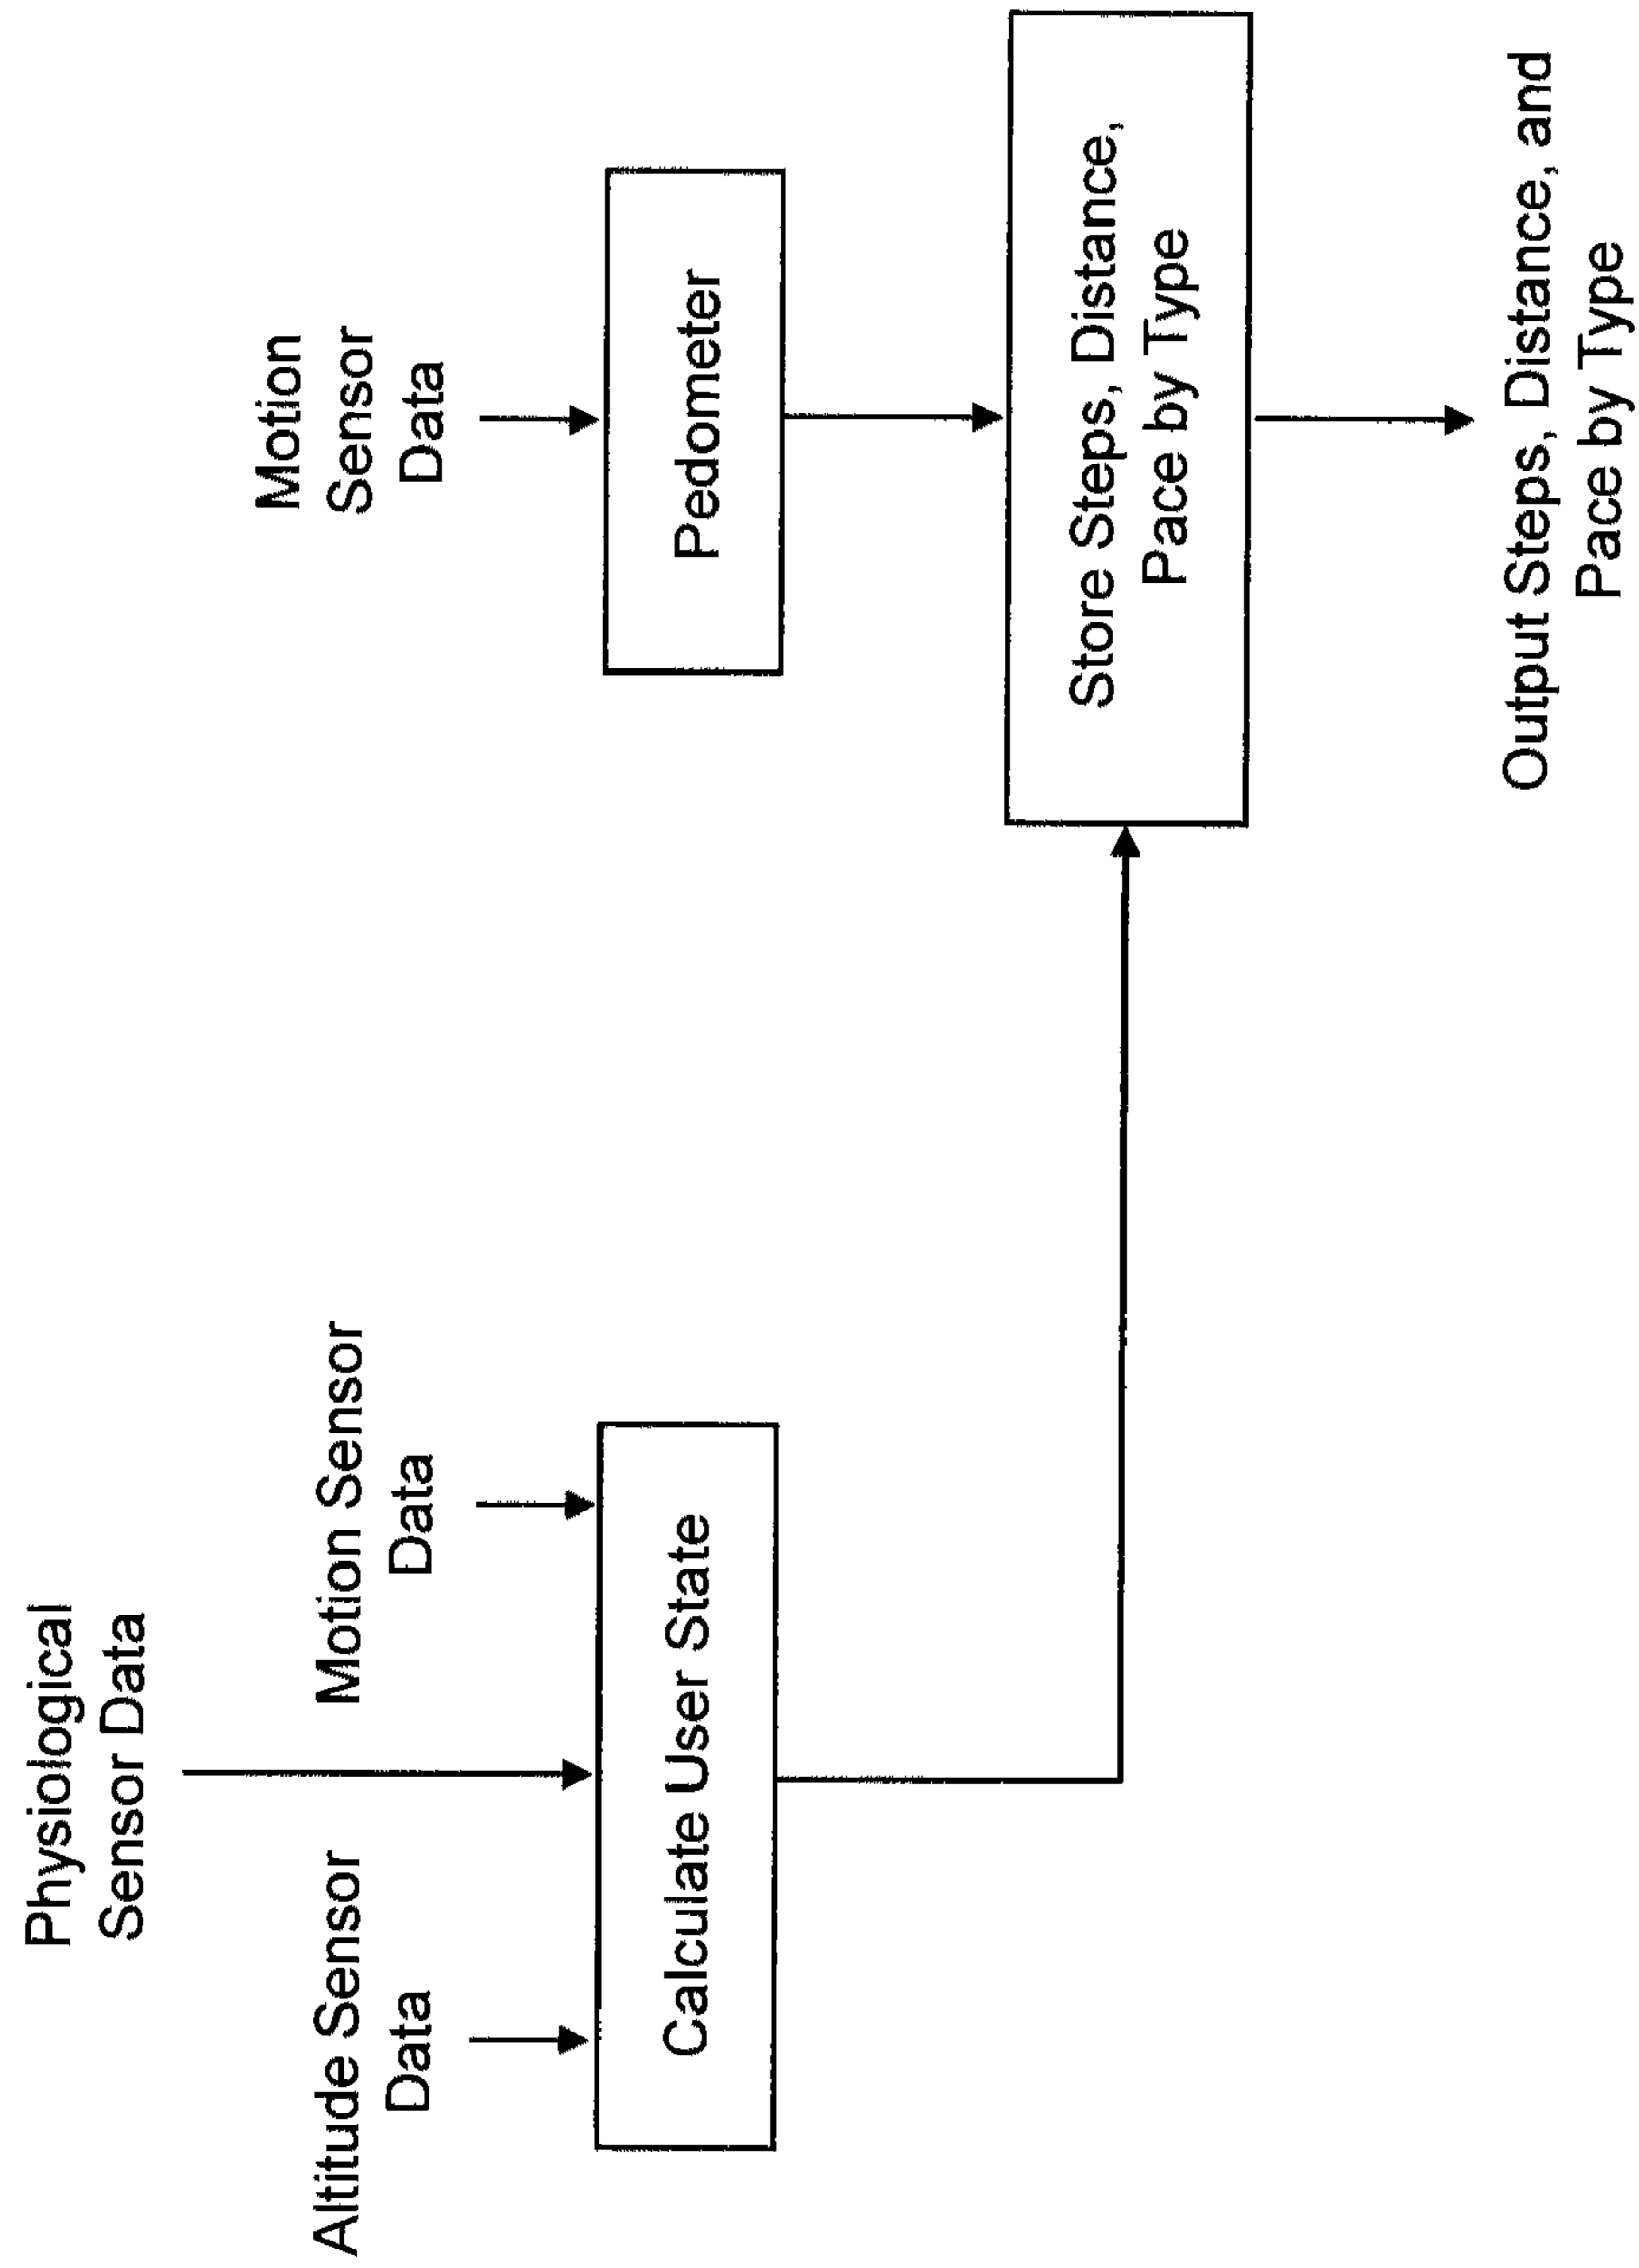 Physiological
Sensor Data
Altitude Sensor
Data
Motion Sensor
Data
Calculate User State
Motion
Sensor
Data
Pedometer
Store Steps, Distance,
Pace by Type
Output Steps, Distance, and
Pace by Type